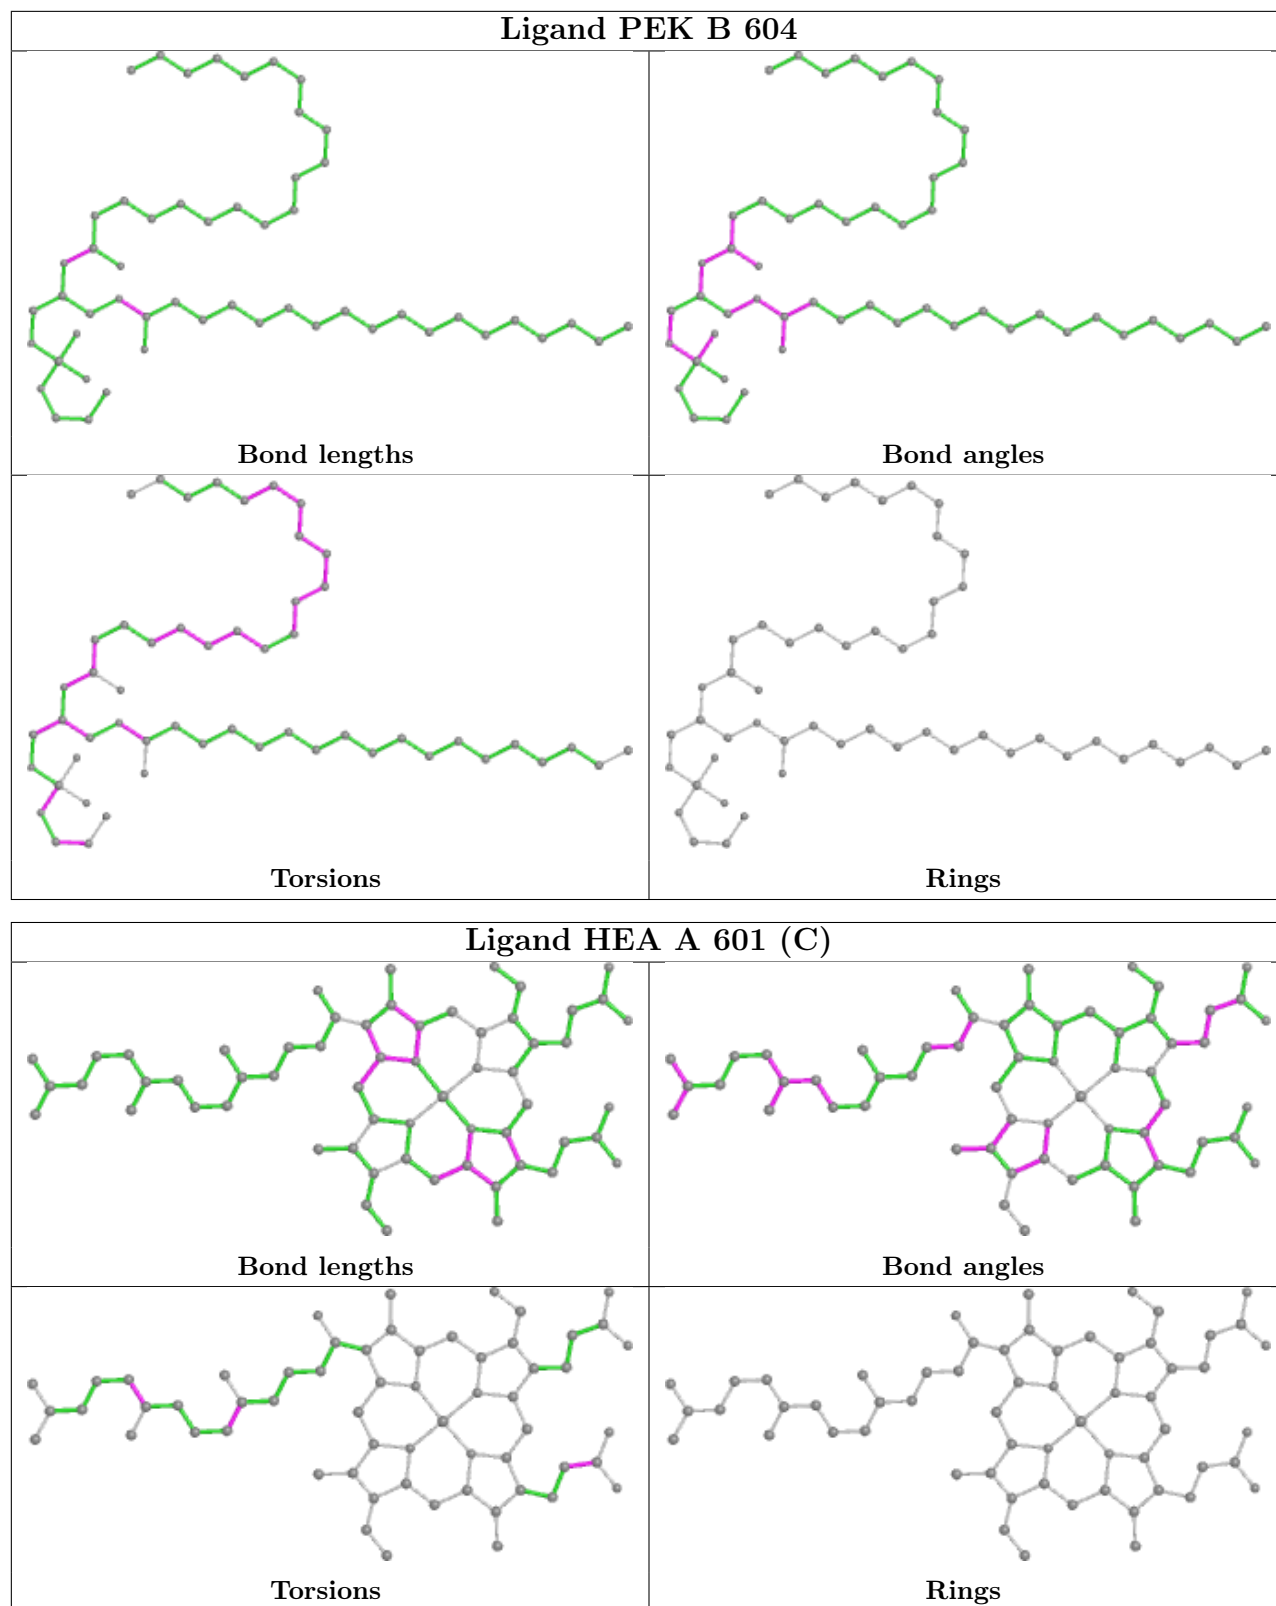 Ligand PEK B 604
Bond lengths
Bond angles
Torsions
Rings
Ligand HEA A 601 (C)
Bond lengths
Bond angles
Torsions
Rings